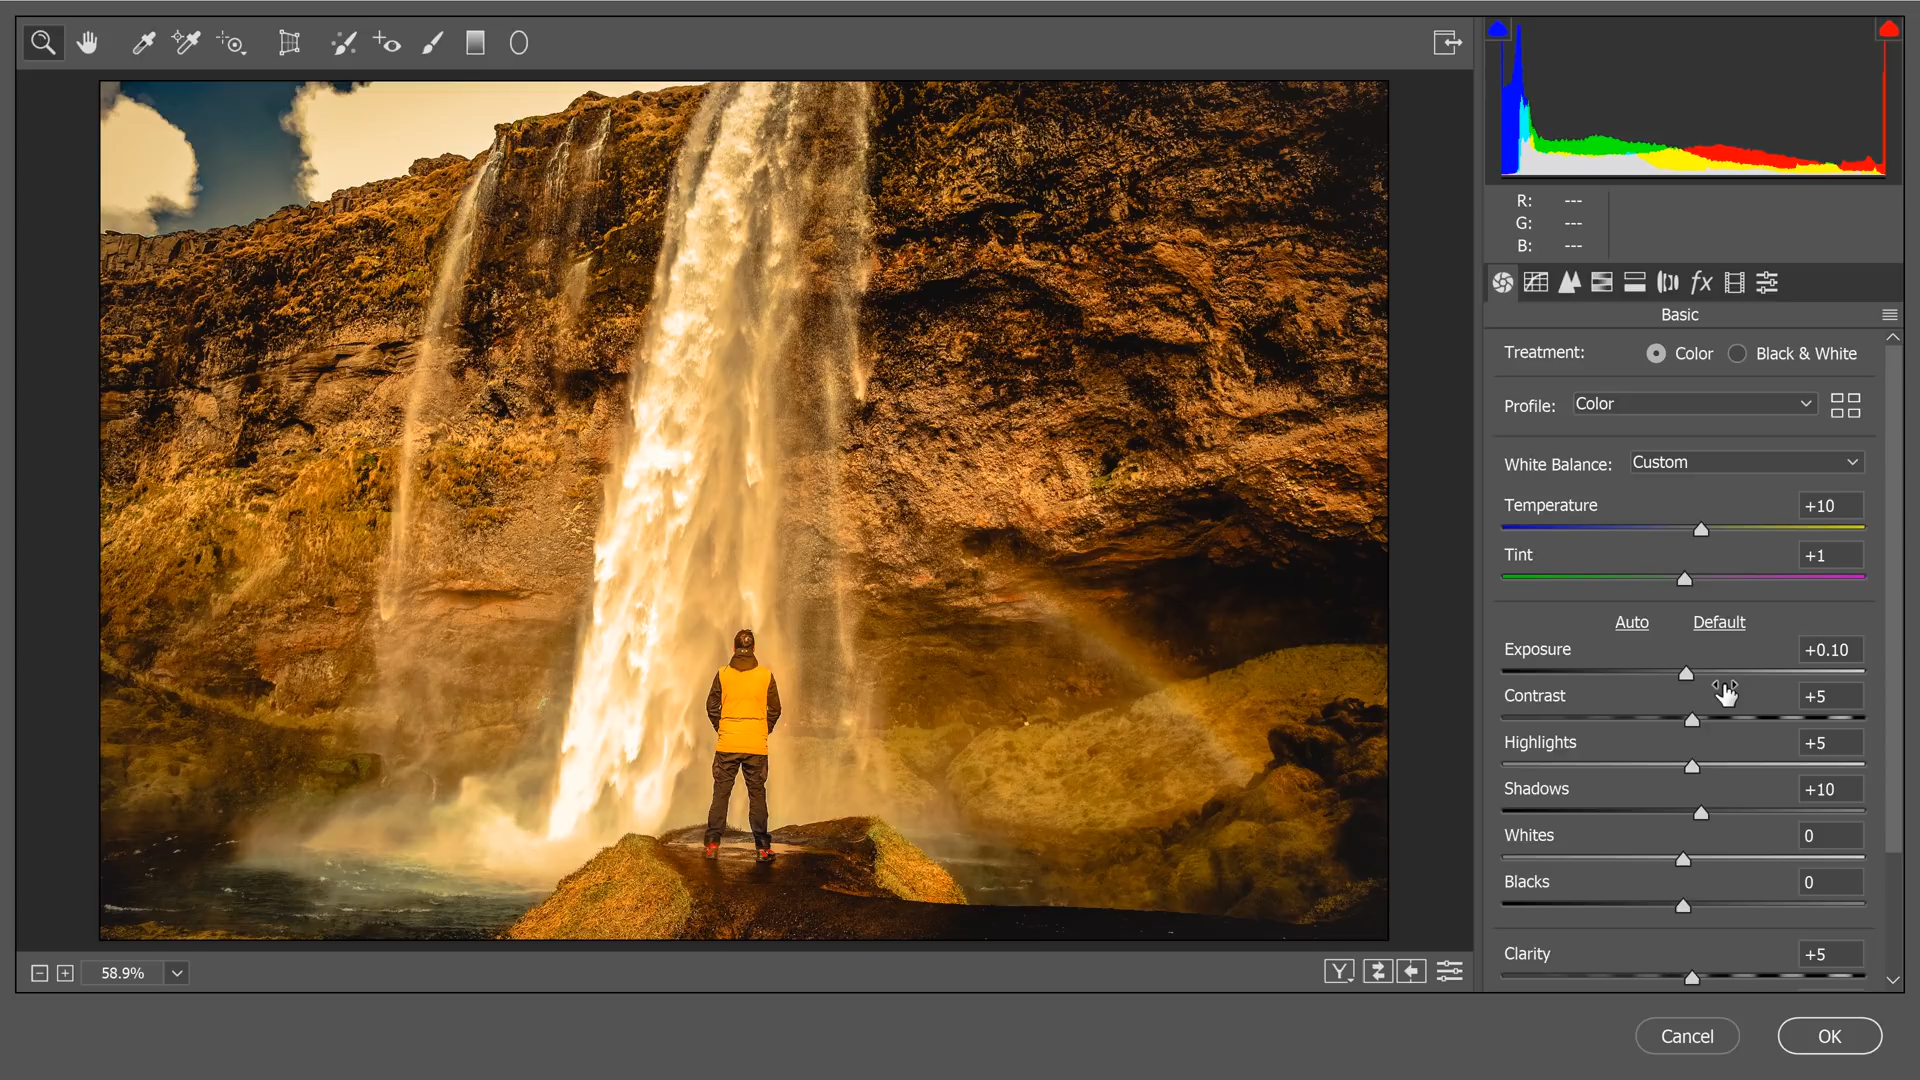 R: ---
G: ---
B: ---
fx
Basic
Treatment: Color Black & White
Profile: Color
White Balance: Custom
Temperature +10
Tint +1
Auto Default
Exposure +0.10
Contrast +5
Highlights +5
Shadows +10
Whites 0
Blacks 0
Clarity +5
58.9% Y
Cancel OK